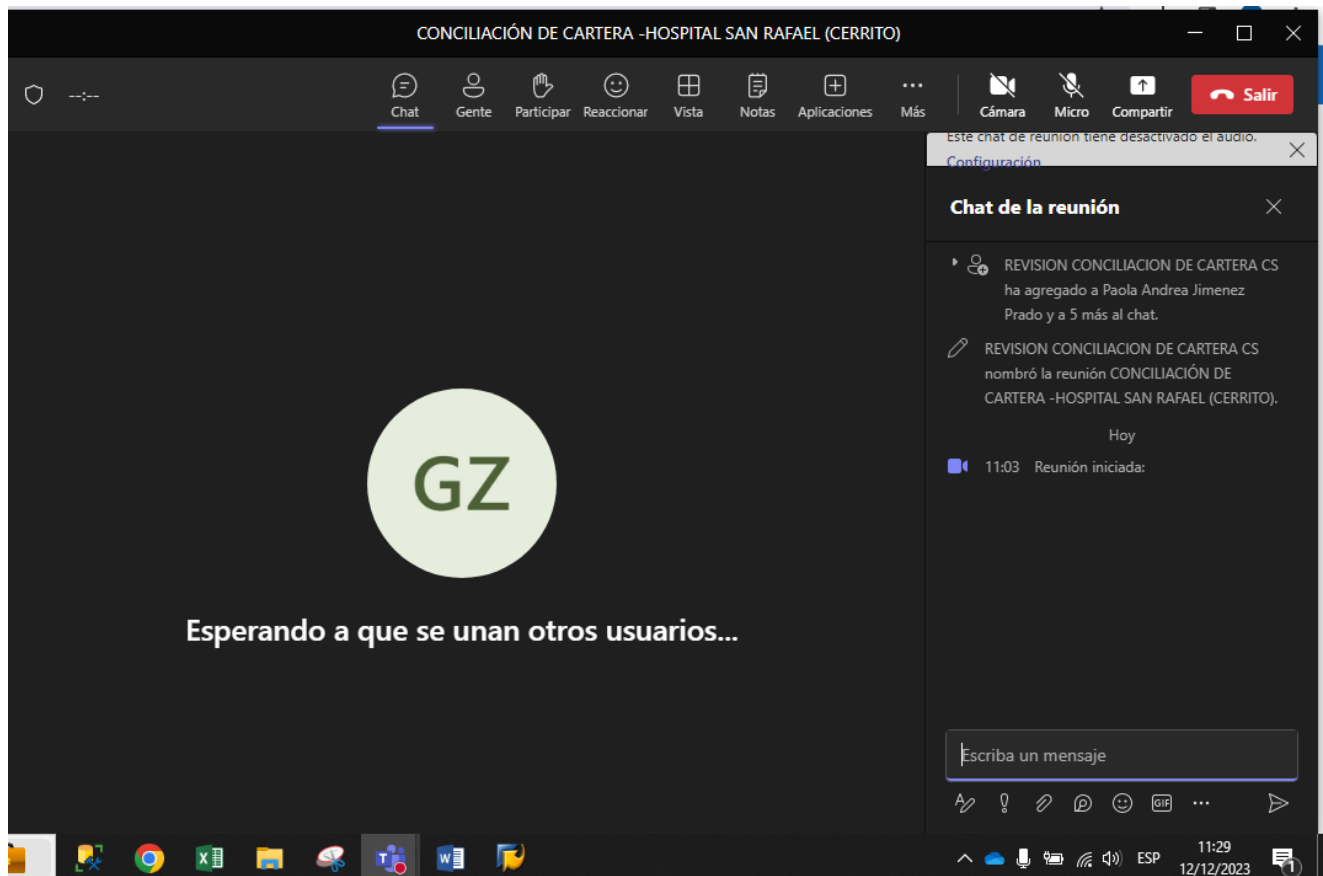 CONCILIACIÓN DE CARTERA -HOSPITAL SAN RAFAEL (CERRITO)
--:--
Chat
Gente
Participar
Reaccionar
Vista
Notas
Aplicaciones
Más
Cámara
Micro
Compartir
Salir
Este chat de reunión tiene desactivado el audio.
Configuración
Chat de la reunión
REVISION CONCILIACION DE CARTERA CS
ha agregado a Paola Andrea Jimenez
Prado y a 5 más al chat.
REVISION CONCILIACION DE CARTERA CS
nombró la reunión CONCILIACIÓN DE
CARTERA -HOSPITAL SAN RAFAEL (CERRITO).
Hoy
11:03 Reunión iniciada:
GZ
Esperando a que se unan otros usuarios...
Escriba un mensaje
GIF
ESP
11:29
12/12/2023
1